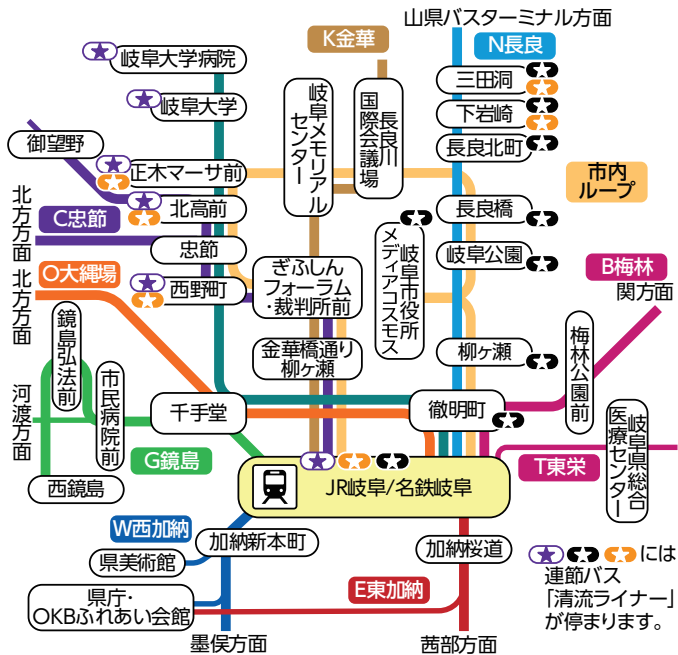 山県バスターミナル方面
K金華
N長良
岐阜大学病院
岐阜大学
御望野
正木マーサ前
北高前
C忠節
忠節
北方方面
O大縄場
北方方面
西野町
岐阜メモリアル
センター
長良川
国際会議場
三田洞
下岩崎
長良北町
市内
ループ
長良橋
岐阜公園
岐阜市役所
メディアコスモス
B梅林
関方面
ぎふしん
フォーラム
・裁判所前
金華橋通り
柳ヶ瀬
柳ヶ瀬
梅林公園前
鏡島弘法前
市民病院前
河渡方面
千手堂
徹明町
岐阜県総合
医療センター
G鏡島
T東栄
西鏡島
JR岐阜/名鉄岐阜
W西加納
加納新本町
加納桜道
県美術館
E東加納
県庁・
OKBふれあい会館
墨俣方面
茜部方面
には
連節バス
「清流ライナー」
が停まります。